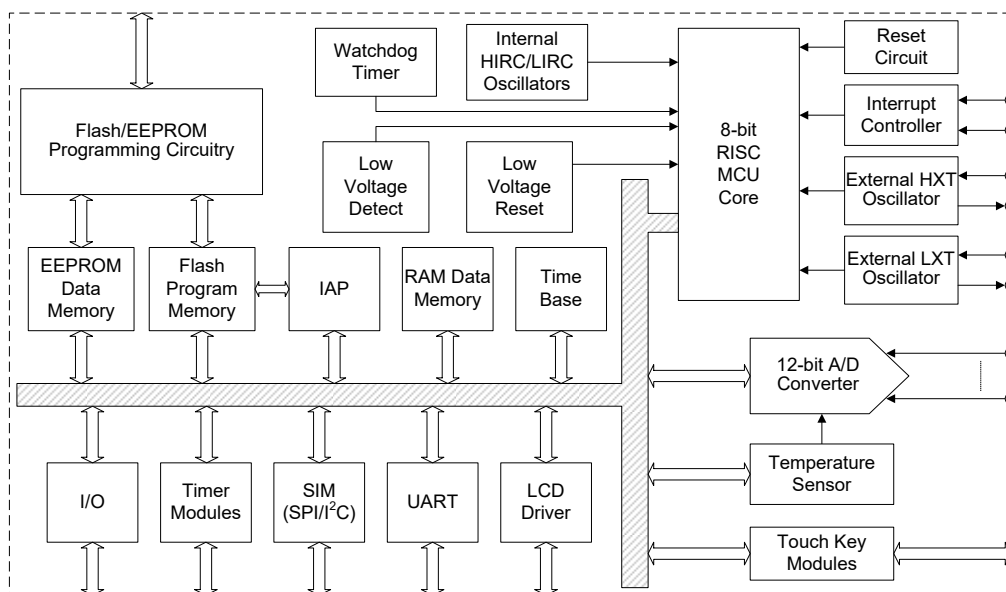 Watchdog
Timer
Internal
HIRC/LIRC
Oscillators
Reset
Circuit
Flash/EEPROM
Programming Circuitry
8-bit
RISC
MCU
Core
Interrupt
Controller
Low
Voltage
Detect
Low
Voltage
Reset
External HXT
Oscillator
EEPROM
Data
Memory
Flash
Program
Memory
IAP
RAM Data
Memory
Time
Base
External LXT
Oscillator
12-bit A/D
Converter
I/O
Timer
Modules
SIM
(SPI/I²C)
UART
LCD
Driver
Temperature
Sensor
Touch Key
Modules